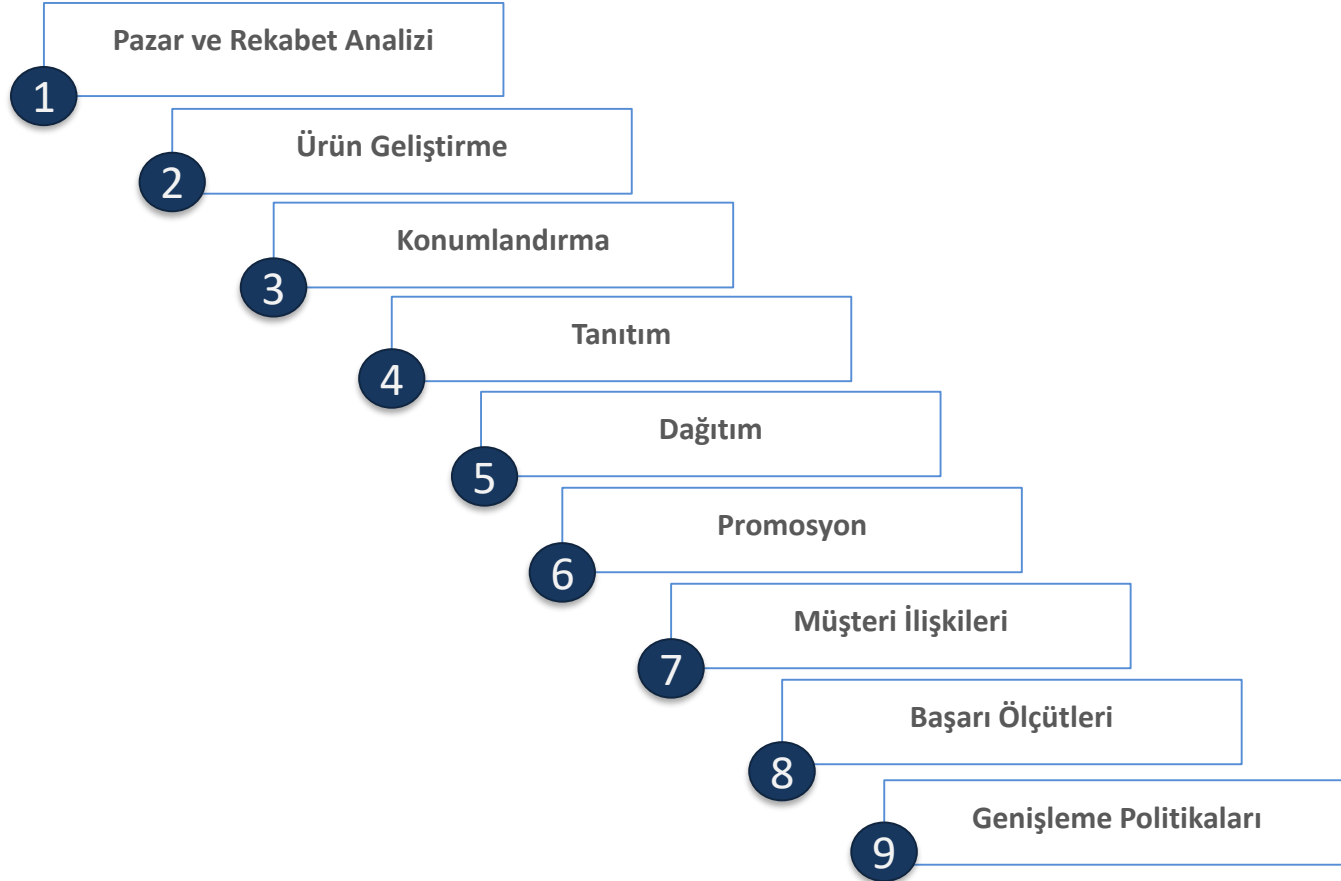 Pazar ve Rekabet Analizi
1
Ürün Geliştirme
2
Konumlandırma
3
Tanıtım
4
Dağıtım
5
Promosyon
6
Müşteri İlişkileri
7
Başarı Ölçütleri
8
Genişleme Politikaları
9